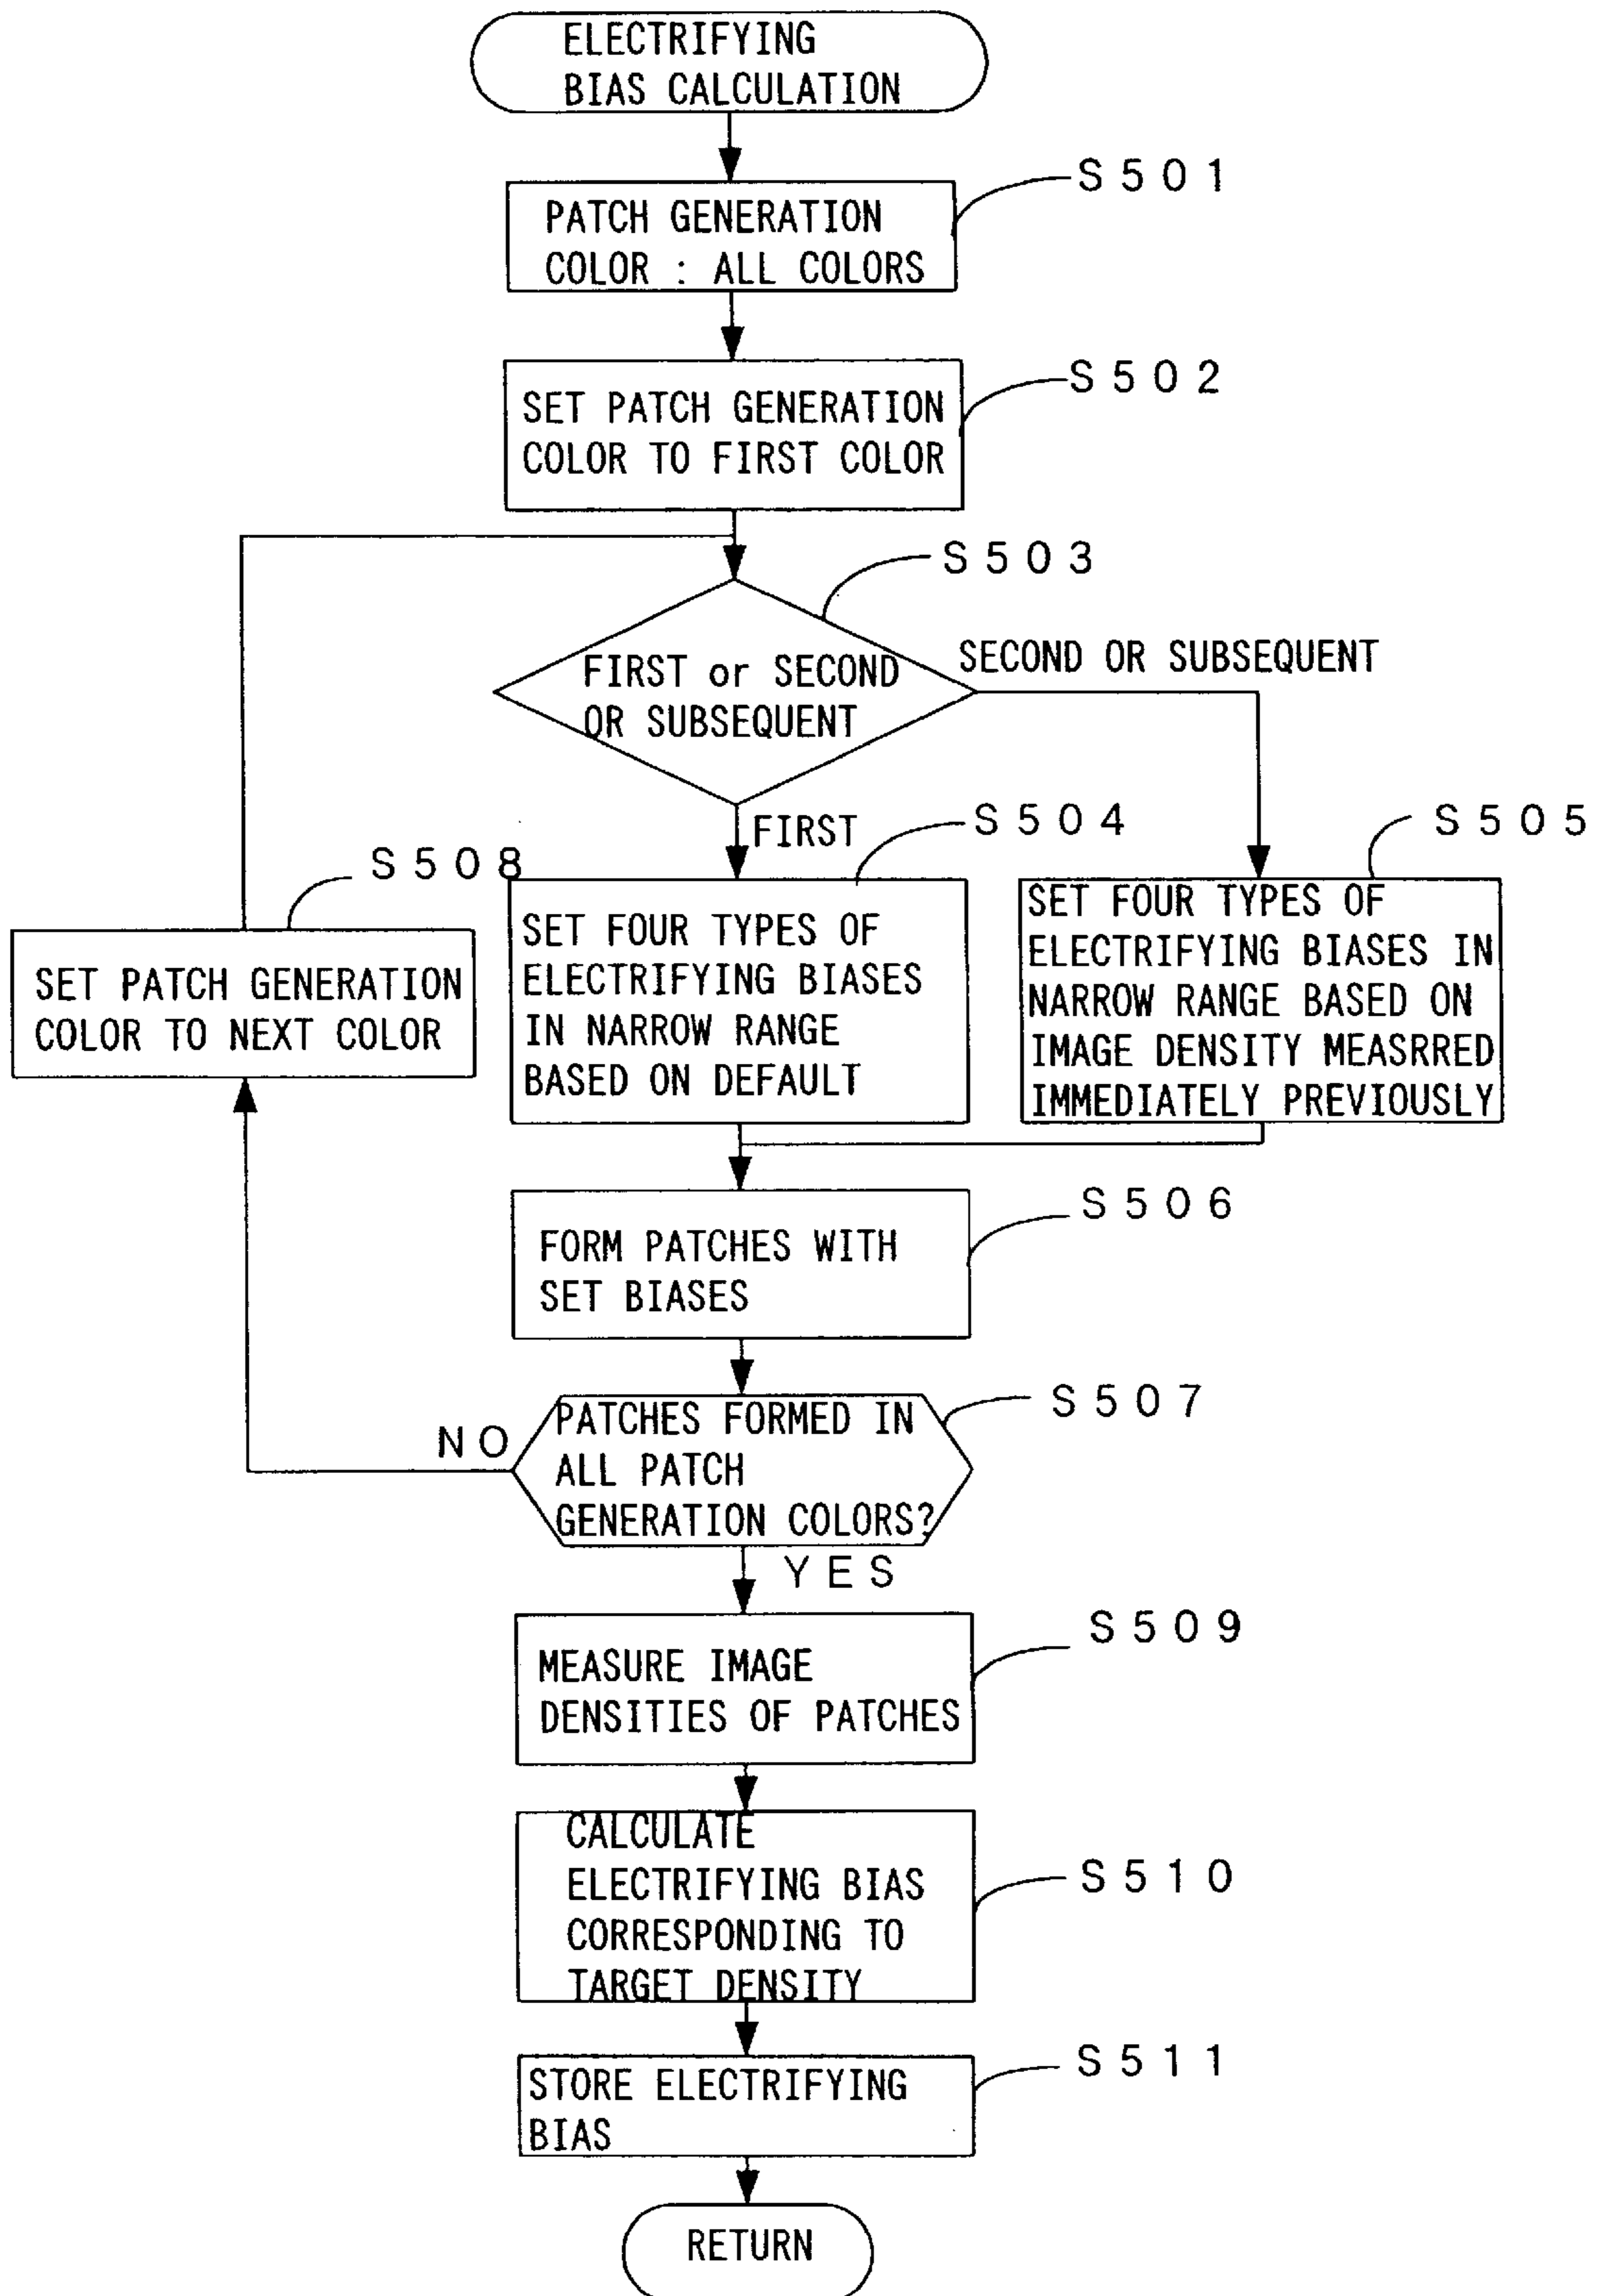 ELECTRIFYING
BIAS CALCULATION
S501
PATCH GENERATION
COLOR : ALL COLORS
S502
SET PATCH GENERATION
COLOR TO FIRST COLOR
S503
FIRST or SECOND
OR SUBSEQUENT
SECOND OR SUBSEQUENT
FIRST
S504
SET FOUR TYPES OF
ELECTRIFYING BIASES
IN NARROW RANGE
BASED ON DEFAULT
S505
SET FOUR TYPES OF
ELECTRIFYING BIASES IN
NARROW RANGE BASED ON
IMAGE DENSITY MEASRRED
IMMEDIATELY PREVIOUSLY
S508
SET PATCH GENERATION
COLOR TO NEXT COLOR
S506
FORM PATCHES WITH
SET BIASES
S507
PATCHES FORMED IN
ALL PATCH
GENERATION COLORS?
NO
YES
S509
MEASURE IMAGE
DENSITIES OF PATCHES
S510
CALCULATE
ELECTRIFYING BIAS
CORRESPONDING TO
TARGET DENSITY
S511
STORE ELECTRIFYING
BIAS
RETURN